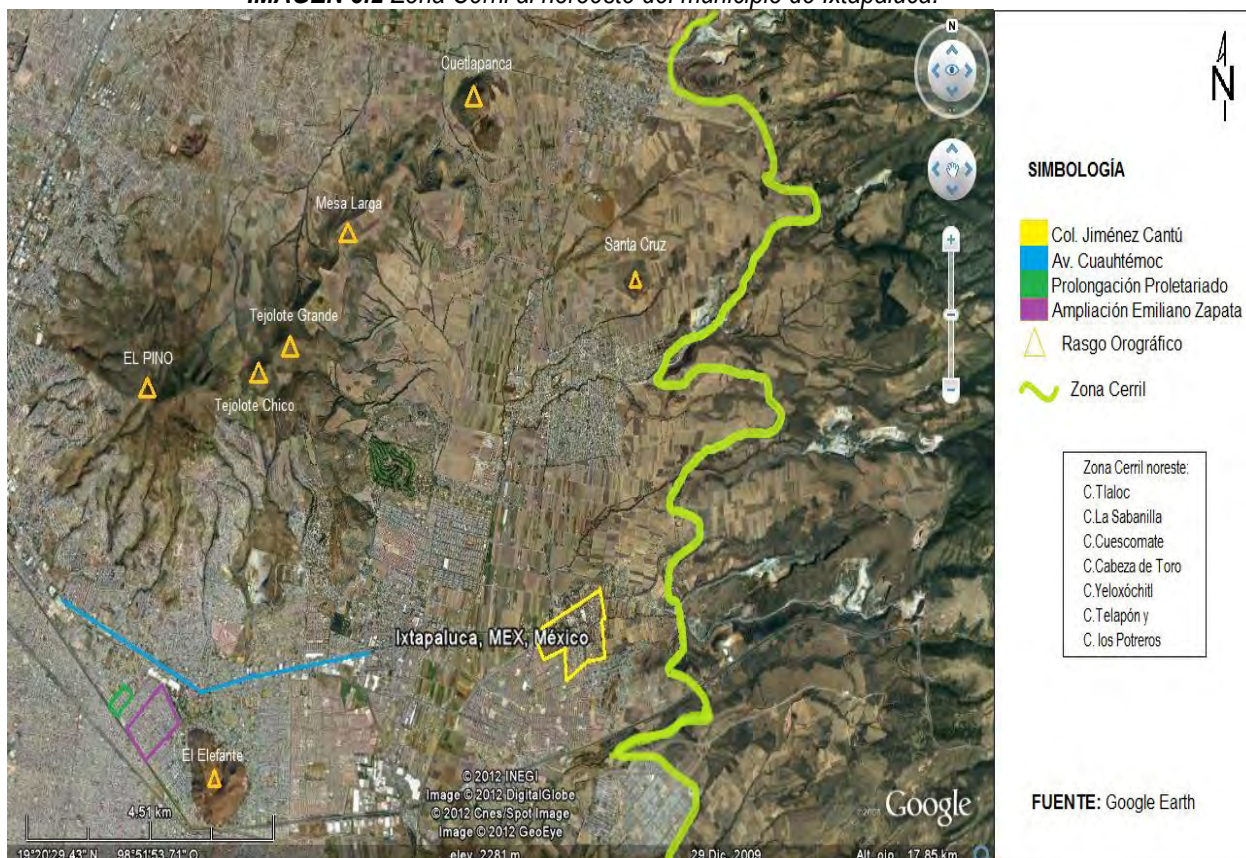 Zona Cerril al noroeste del municipio de Ixtapaluca.
N
Cuetlapanca
Mesa Larga
Santa Cruz
Tejolote Grande
EL PINO
Tejolote Chico
Ixtapaluca, MEX, México
El Elefante
4.51 km
© 2012 INEGI
Image © 2012 DigitalGlobe
© 2012 Cnes/Spot Image
Image © 2012 GeoEye
Google
19°20'29.43" N
98°51'53.71" O
elev. 2281 m
29 Dic, 2009
Alt. ojo 17.85 km
N
SIMBOLOGÍA
Col. Jiménez Cantú
Av. Cuauhtémoc
Prolongación Proletariado
Ampliación Emiliano Zapata
Rasgo Orográfico
Zona Cerril
Zona Cerril noreste:
C.Tlaloc
C.La Sabanilla
C.Cuescomate
C.Cabeza de Toro
C.Yeloxóchitl
C.Telapón y
C. los Potreros
FUENTE: Google Earth